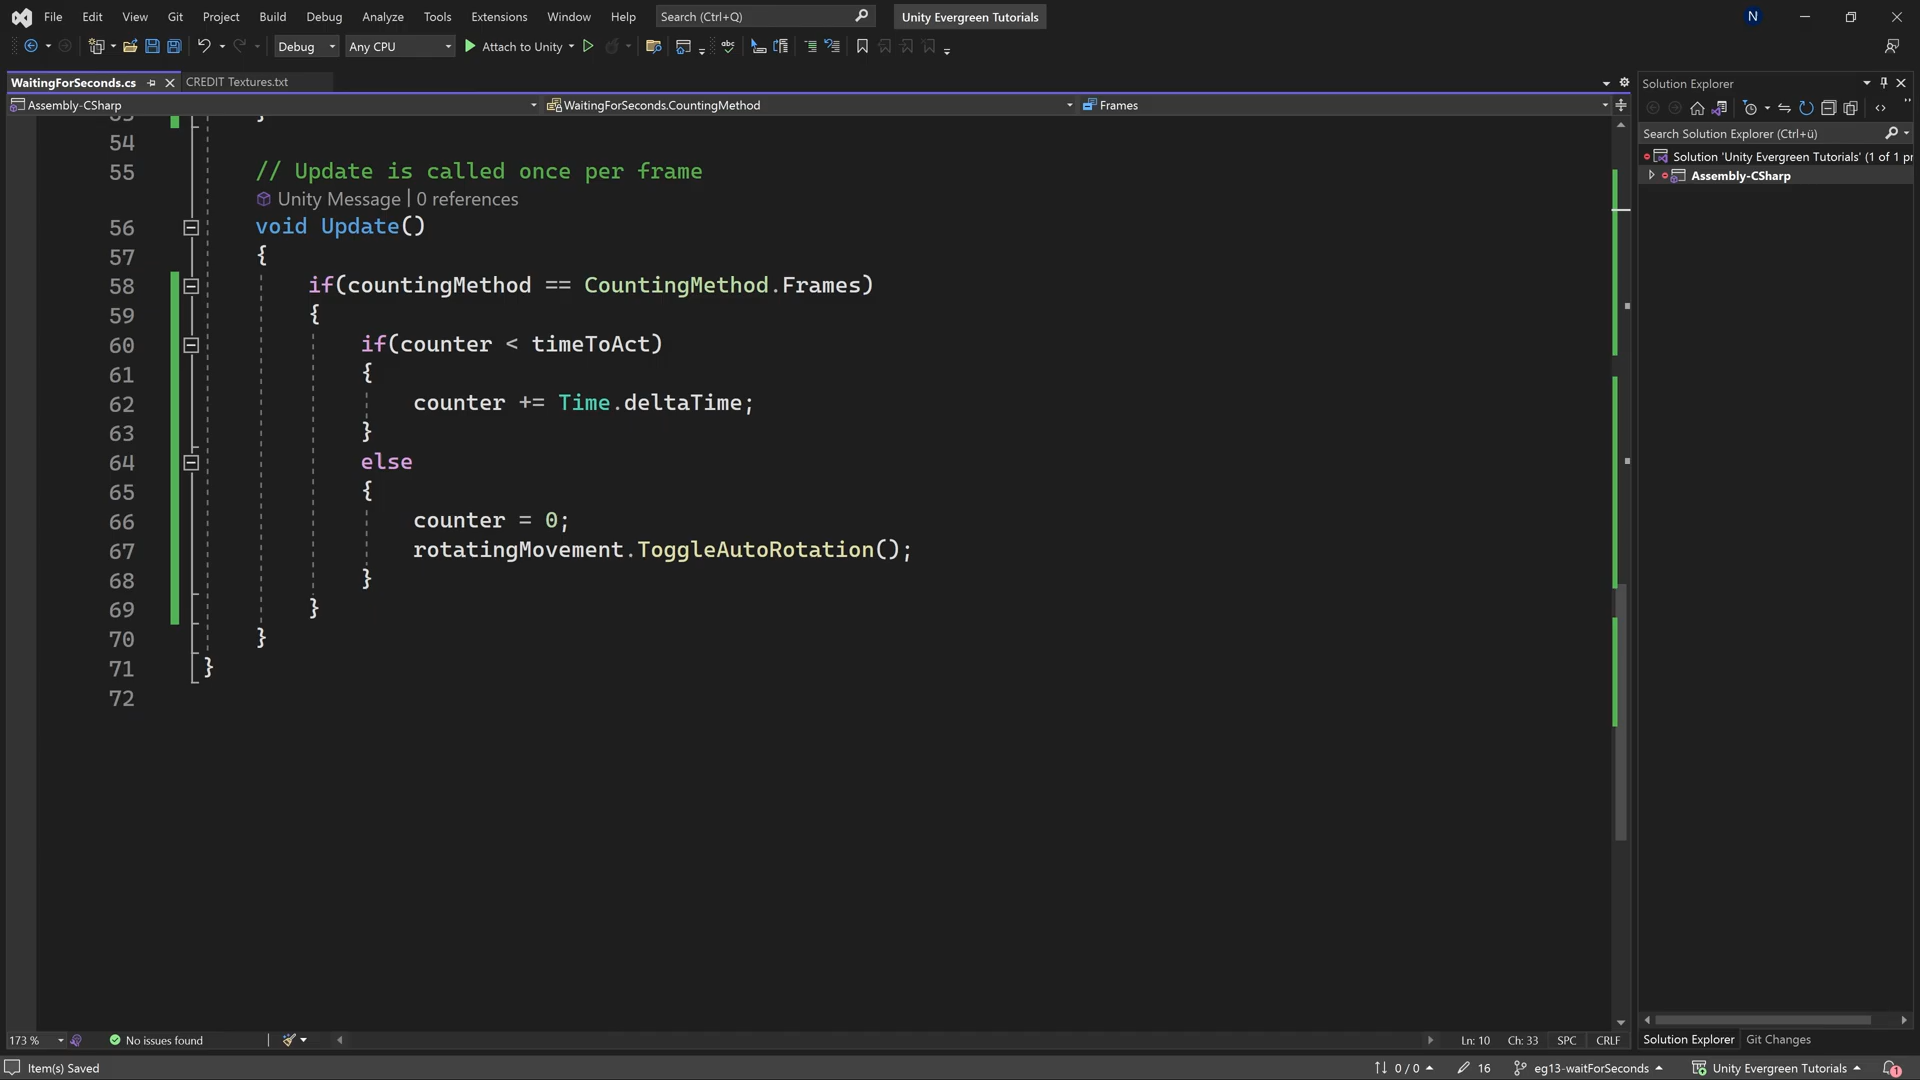 File Edit View Git Project Build Debug Analyze Tools Extensions Window Help Search (Ctrl+Q) Unity Evergreen Tutorials N
Debug Any CPU Attach to Unity
WaitingForSeconds.cs CREDIT Textures.txt
Assembly-CSharp WaitingForSeconds.CountingMethod Frames
53 }
54
55 // Update is called once per frame
Unity Message | 0 references
56 void Update()
57 {
58 if(countingMethod == CountingMethod.Frames)
59 {
60 if(counter < timeToAct)
61 {
62 counter += Time.deltaTime;
63 }
64 else
65 {
66 counter = 0;
67 rotatingMovement.ToggleAutoRotation();
68 }
69 }
70 }
71 }
72
Solution Explorer
Search Solution Explorer (Ctrl+ü)
Solution 'Unity Evergreen Tutorials' (1 of 1 pr
Assembly-CSharp
173 % No issues found Ln: 10 Ch: 33 SPC CRLF
Solution Explorer Git Changes
Item(s) Saved 0 / 0 16 eg13-waitForSeconds Unity Evergreen Tutorials 1